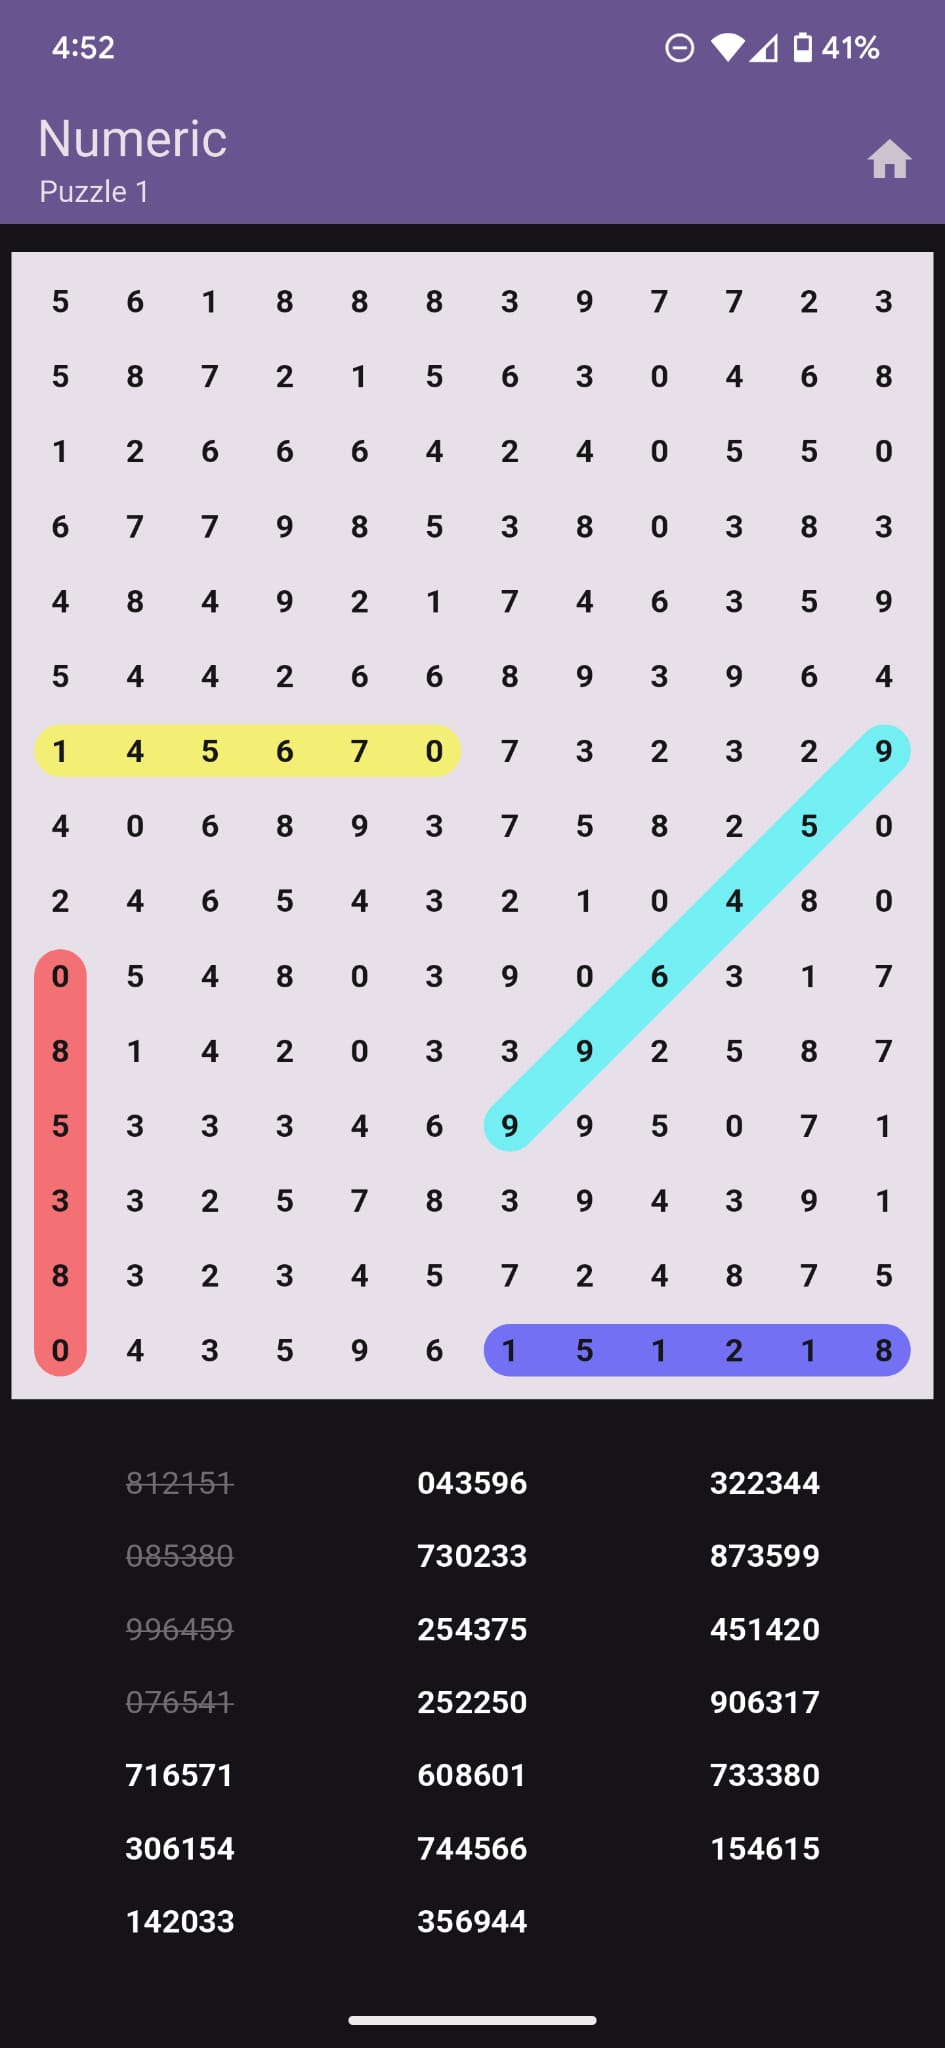 4:52 41%
Numeric
Puzzle 1
5 6 1 8 8 8 3 9 7 7 2 3
5 8 7 2 1 5 6 3 0 4 6 8
1 2 6 6 6 4 2 4 0 5 5 0
6 7 7 9 8 5 3 8 0 3 8 3
4 8 4 9 2 1 7 4 6 3 5 9
5 4 4 2 6 6 8 9 3 9 6 4
1 4 5 6 7 0 7 3 2 3 2 9
4 0 6 8 9 3 7 5 8 2 5 0
2 4 6 5 4 3 2 1 0 4 8 0
0 5 4 8 0 3 9 0 6 3 1 7
8 1 4 2 0 3 3 9 2 5 8 7
5 3 3 3 4 6 9 9 5 0 7 1
3 3 2 5 7 8 3 9 4 3 9 1
8 3 2 3 4 5 7 2 4 8 7 5
0 4 3 5 9 6 1 5 1 2 1 8
812151 043596 322344
085380 730233 873599
996459 254375 451420
076541 252250 906317
716571 608601 733380
306154 744566 154615
142033 356944